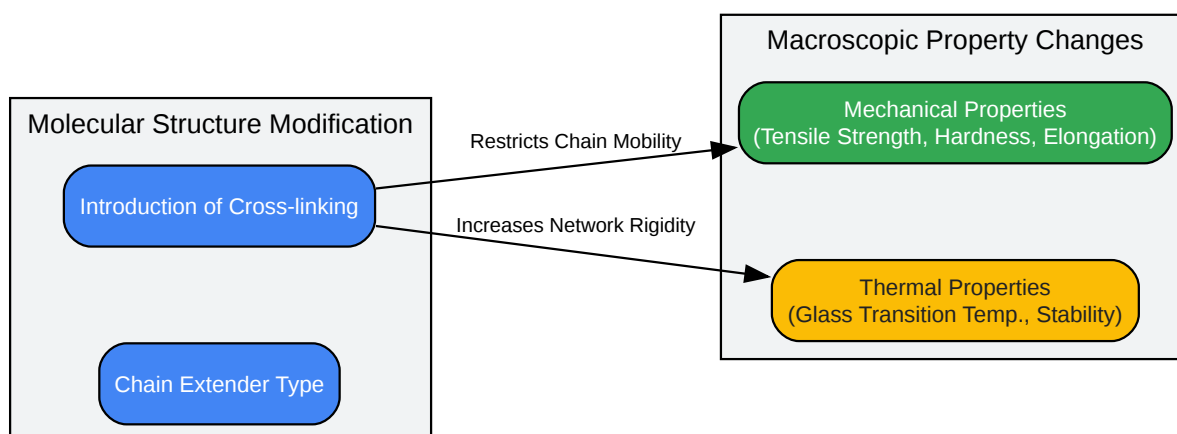 Macroscopic Property Changes
Mechanical Properties
(Tensile Strength, Hardness, Elongation)
Molecular Structure Modification
Restricts Chain Mobility
Introduction of Cross-linking
Increases Network Rigidity
Thermal Properties
(Glass Transition Temp., Stability)
Chain Extender Type